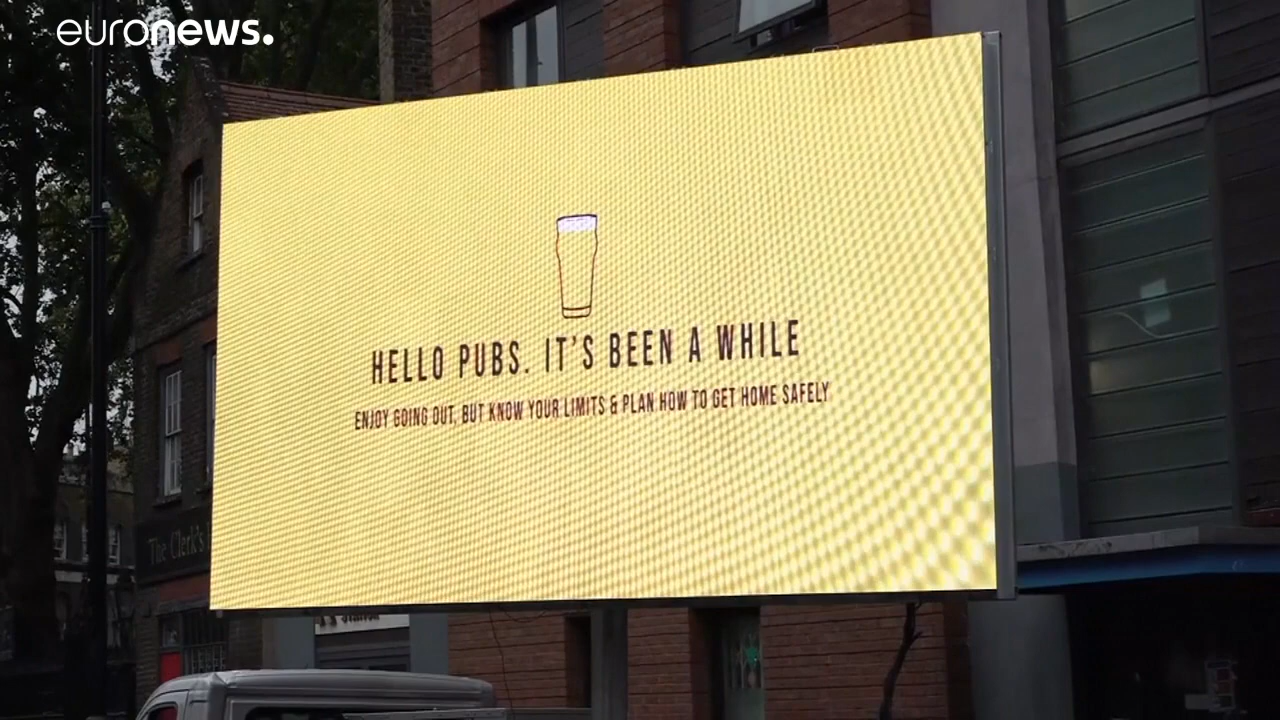 euronews.
HELLO PUBS. IT'S BEEN A WHILE
ENJOY GOING OUT, BUT KNOW YOUR LIMITS & PLAN HOW TO GET HOME SAFELY
The Clerk's